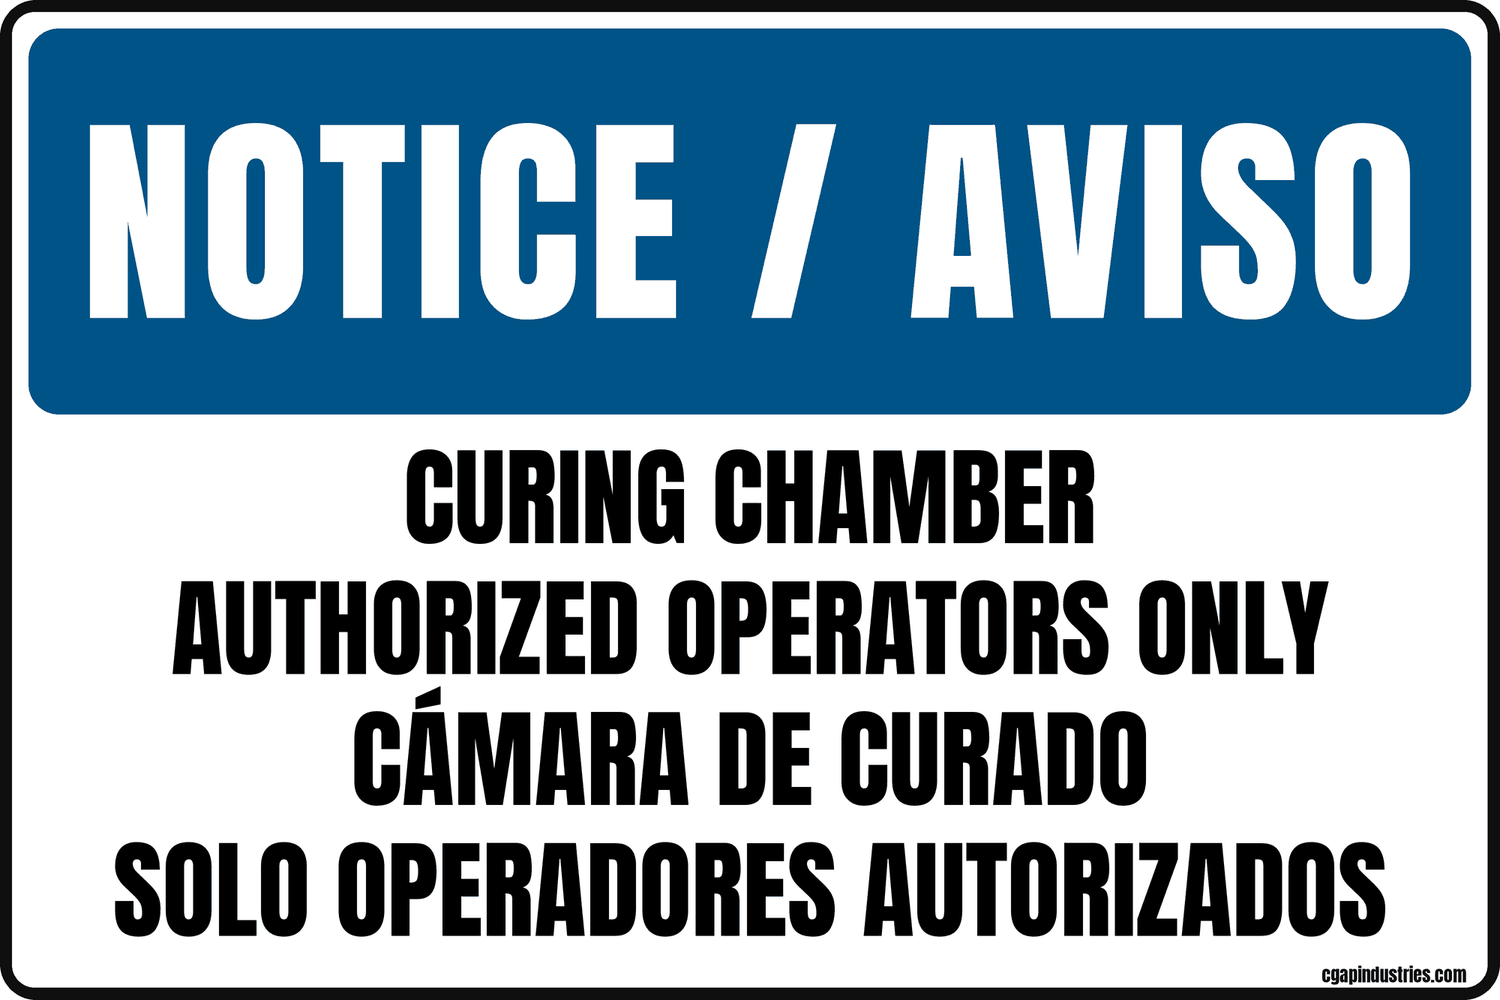 NOTICE / AVISO
CURING CHAMBER
AUTHORIZED OPERATORS ONLY
CÁMARA DE CURADO
SOLO OPERADORES AUTORIZADOS
cgapindustries.com